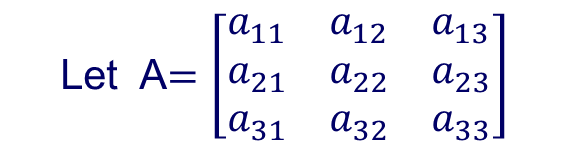 Let A= [a₁₁ a₁₂ a₁₃
a₂₁ a₂₂ a₂₃
a₃₁ a₃₂ a₃₃]